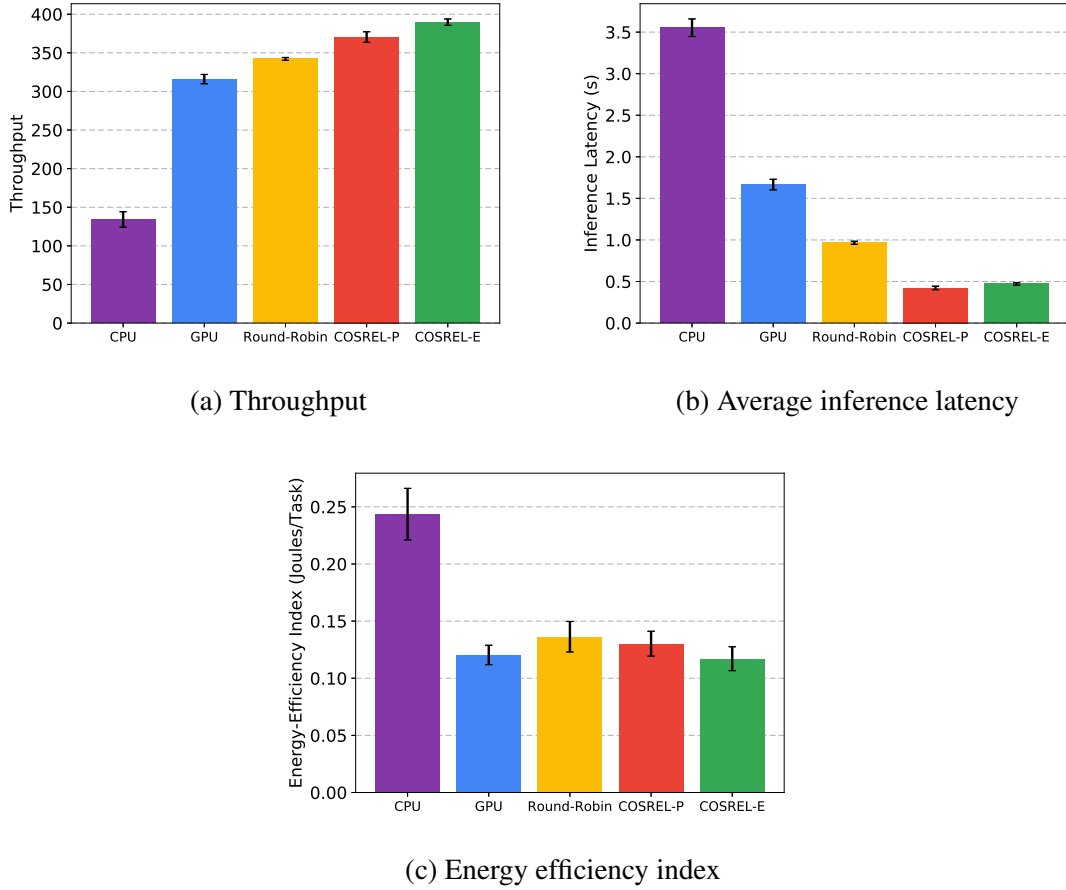 400
350
300
250
200
150
100
50
0
Throughput
CPU GPU Round-Robin COSREL-P COSREL-E
(a) Throughput
3.5
3.0
2.5
2.0
1.5
1.0
0.5
0.0
Inference Latency (s)
CPU GPU Round-Robin COSREL-P COSREL-E
(b) Average inference latency
0.25
0.20
0.15
0.10
0.05
0.00
Energy-Efficiency Index (Joules/Task)
CPU GPU Round-Robin COSREL-P COSREL-E
(c) Energy efficiency index